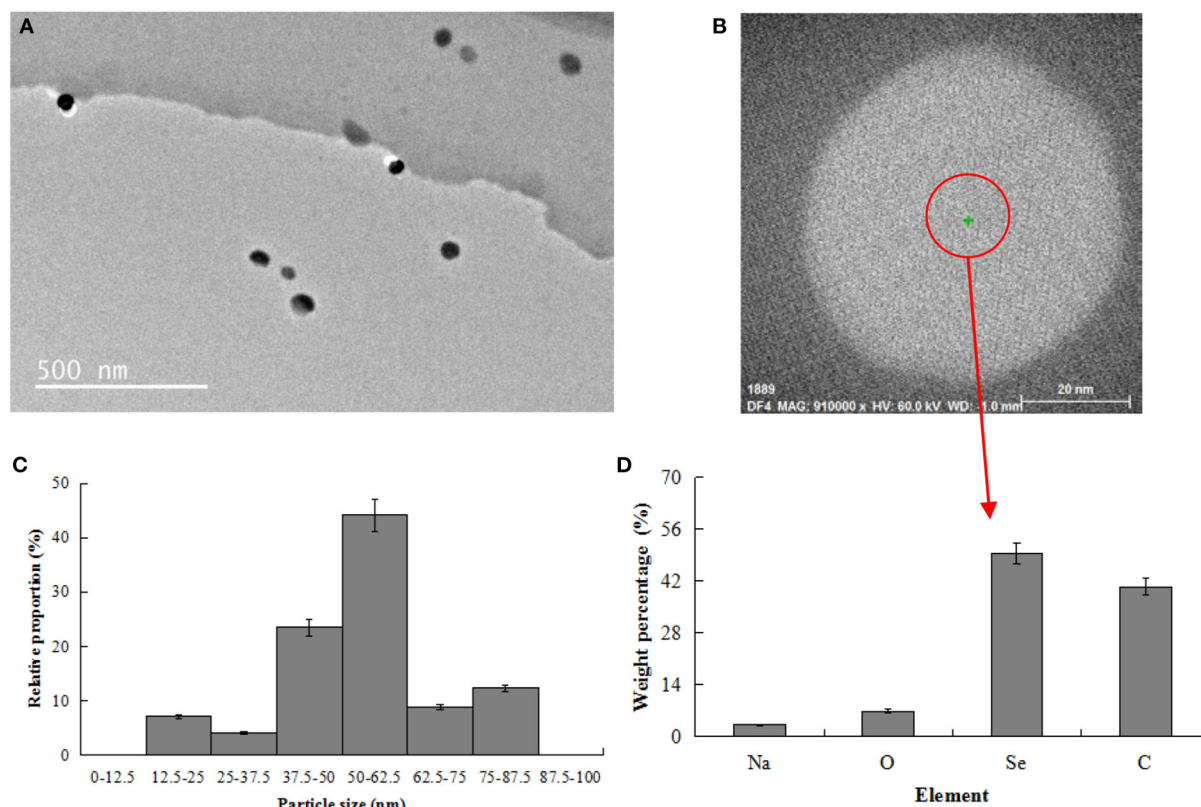 A
500 nm
B
1889
DF4 MAG: 910000 x HV: 60.0 kV WD: -1.0 mm
20 nm
C
Relative proportion (%)
50
40
30
20
10
0
0-12.5 12.5-25 25-37.5 37.5-50 50-62.5 62.5-75 75-87.5 87.5-100
Particle size (nm)
D
Weight percentage (%)
70
56
42
28
14
0
Na O Se C
Element